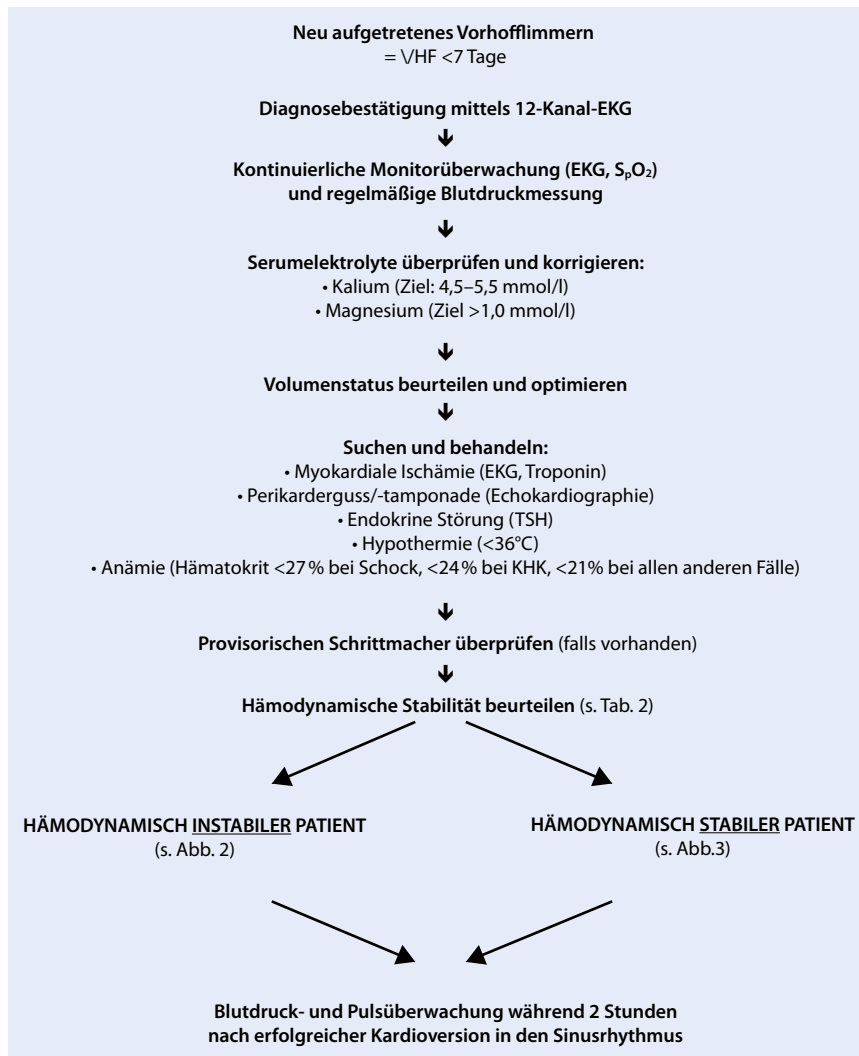 Neu aufgetretenes Vorhofflimmern
= \/HF <7 Tage
Diagnosebestätigung mittels 12-Kanal-EKG
Kontinuierliche Monitorüberwachung (EKG, SpO₂)
und regelmäßige Blutdruckmessung
Serumelektrolyte überprüfen und korrigieren:
• Kalium (Ziel: 4,5–5,5 mmol/l)
• Magnesium (Ziel >1,0 mmol/l)
Volumenstatus beurteilen und optimieren
Suchen und behandeln:
• Myokardiale Ischämie (EKG, Troponin)
• Perikarderguss/-tamponade (Echokardiographie)
• Endokrine Störung (TSH)
• Hypothermie (<36°C)
• Anämie (Hämatokrit <27% bei Schock, <24% bei KHK, <21% bei allen anderen Fälle)
Provisorischen Schrittmacher überprüfen (falls vorhanden)
Hämodynamische Stabilität beurteilen (s. Tab. 2)
HÄMODYNAMISCH INSTABILER PATIENT
(s. Abb. 2)
HÄMODYNAMISCH STABILER PATIENT
(s. Abb.3)
Blutdruck- und Pulsüberwachung während 2 Stunden
nach erfolgreicher Kardioversion in den Sinusrhythmus